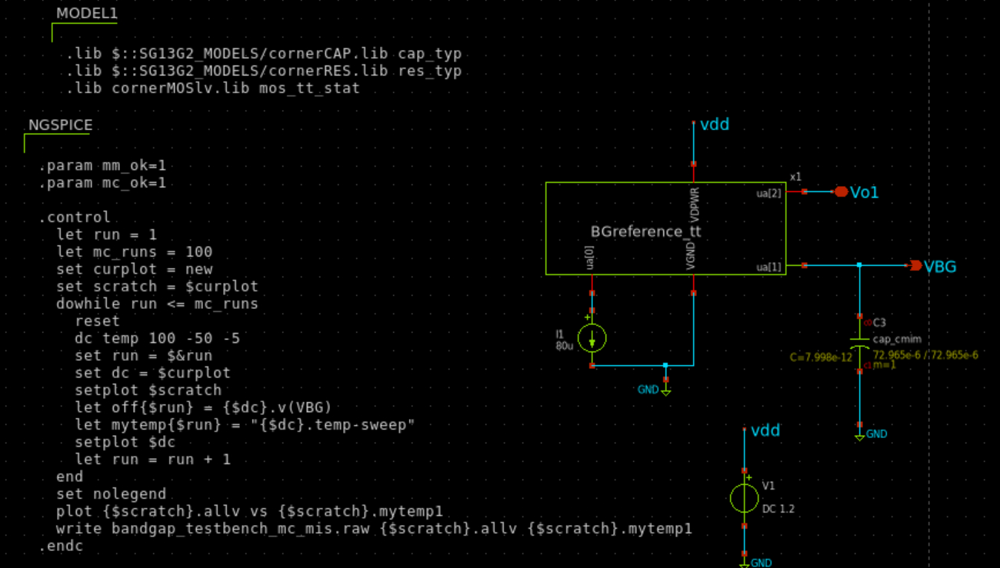 MODEL1
.lib $::SG13G2_MODELS/cornerCAP.lib cap_typ
.lib $::SG13G2_MODELS/cornerRES.lib res_typ
.lib cornerMOSlv.lib mos_tt_stat
NGSPICE
.param mm_ok=1
.param mc_ok=1
.control
let run = 1
let mc_runs = 100
set curplot = new
set scratch = $curplot
dowhile run <= mc_runs
reset
dc temp 100 -50 -5
set run = $&run
set dc = $curplot
setplot $scratch
let off{$run} = {$dc}.v(VBG)
let mytemp{$run} = "{$dc}.temp-sweep"
setplot $dc
let run = run + 1
end
set nolegend
plot {$scratch}.allv vs {$scratch}.mytemp1
write bandgap_testbench_mc_mis.raw {$scratch}.allv {$scratch}.mytemp1
.endc
vdd
x1
VDPWR
ua[2]
Vo1
BGreference_tt
ua[0]
VGND
ua[1]
VBG
I1
80u
GND
C3
cap_cmim
C=7.998e-12
72.965e-6 / 72.965e-6
m=1
GND
vdd
V1
DC 1.2
GND